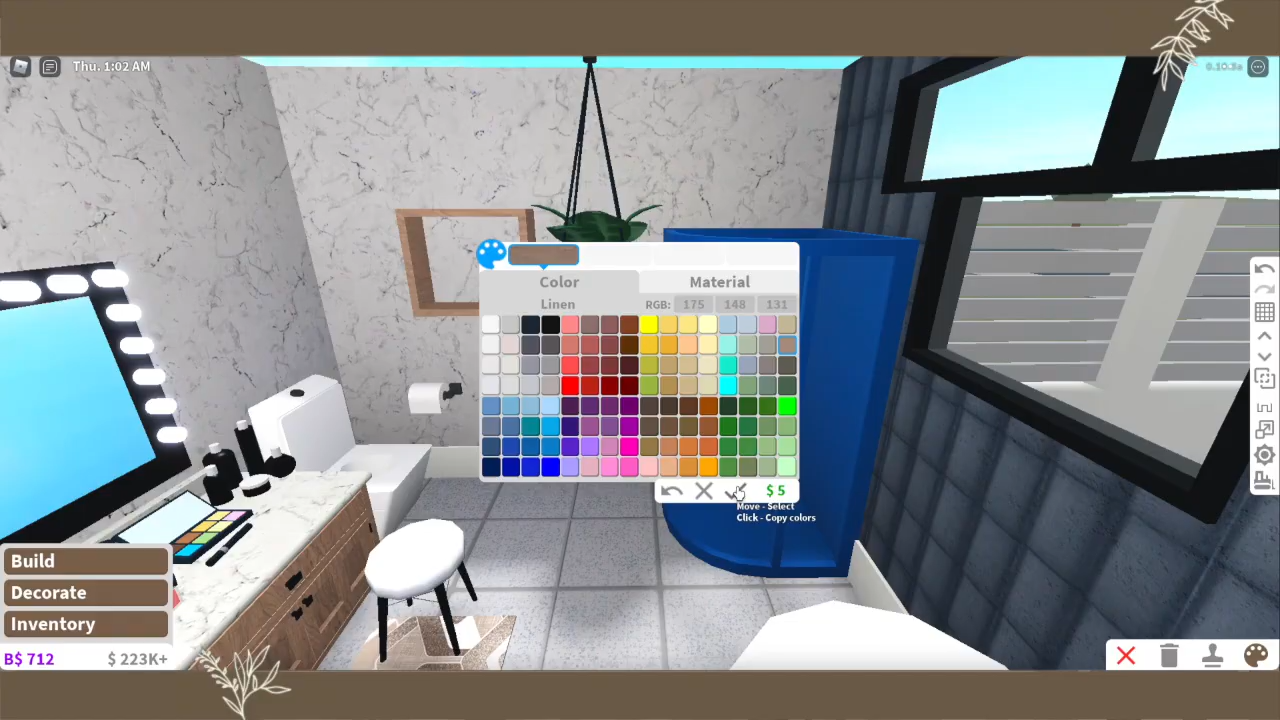 Thu. 1:02 AM
Color
Material
Linen
RGB: 175 148 131
$ 5
Move - Select
Click - Copy colors
Build
Decorate
Inventory
B$ 712
$ 223K+